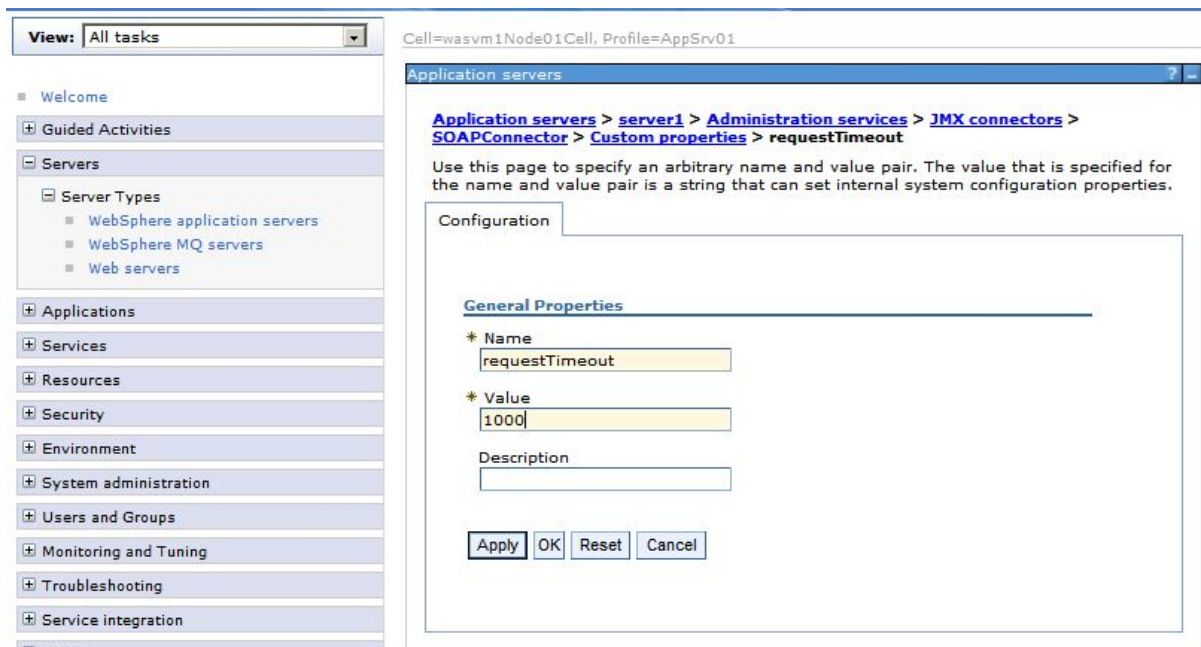 View: All tasks
Cell=wasvm1Node01Cell, Profile=AppSrv01
Welcome
Guided Activities
Servers
Server Types
WebSphere application servers
WebSphere MQ servers
Web servers
Applications
Services
Resources
Security
Environment
System administration
Users and Groups
Monitoring and Tuning
Troubleshooting
Service integration
Application servers ? –
Application servers > server1 > Administration services > JMX connectors >
SOAPConnector > Custom properties > requestTimeout
Use this page to specify an arbitrary name and value pair. The value that is specified for
the name and value pair is a string that can set internal system configuration properties.
Configuration
General Properties
* Name
requestTimeout
* Value
1000
Description
Apply OK Reset Cancel